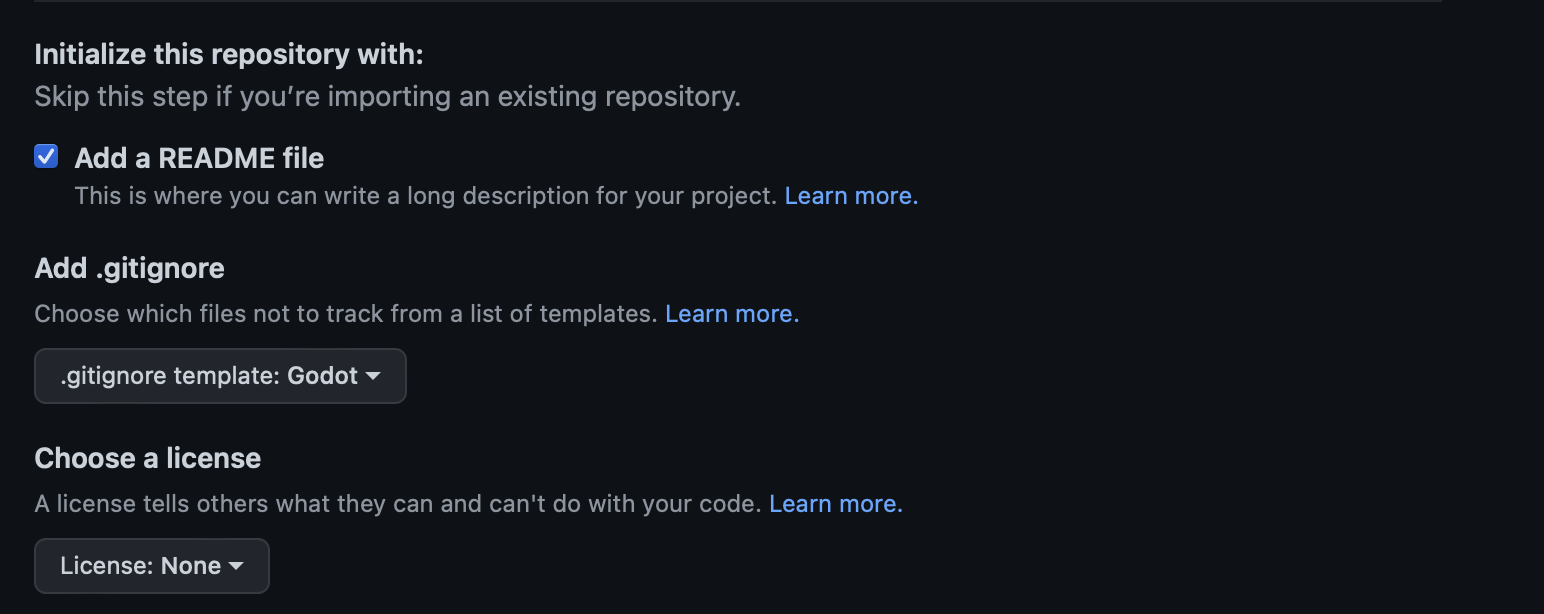 Initialize this repository with:
Skip this step if you’re importing an existing repository.
Add a README file
This is where you can write a long description for your project. Learn more.
Add .gitignore
Choose which files not to track from a list of templates. Learn more.
.gitignore template: Godot
Choose a license
A license tells others what they can and can't do with your code. Learn more.
License: None